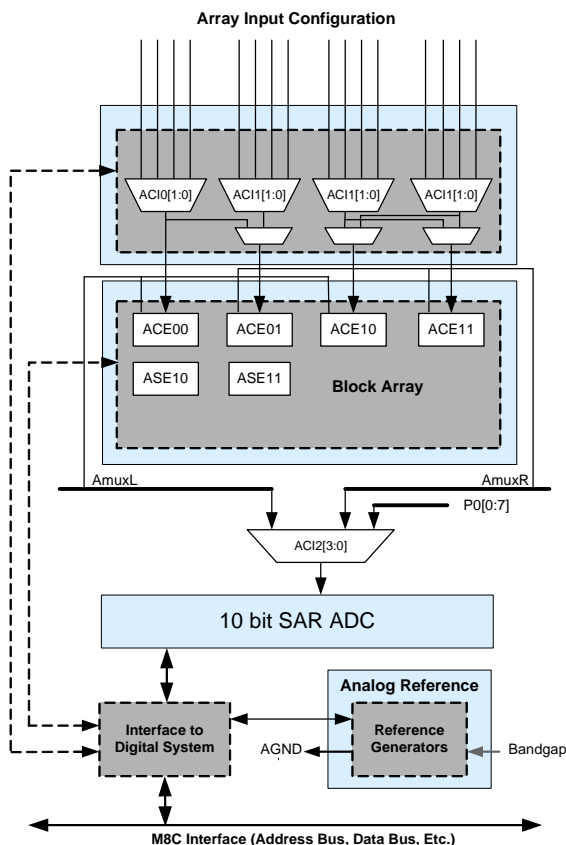 Array Input Configuration
ACI0[1:0]
ACI1[1:0]
ACI1[1:0]
ACI1[1:0]
ACE00
ACE01
ACE10
ACE11
ASE10
ASE11
Block Array
AmuxL
AmuxR
P0[0:7]
ACI2[3:0]
10 bit SAR ADC
Analog Reference
Interface to
Digital System
Reference
Generators
AGND
Bandgap
M8C Interface (Address Bus, Data Bus, Etc.)